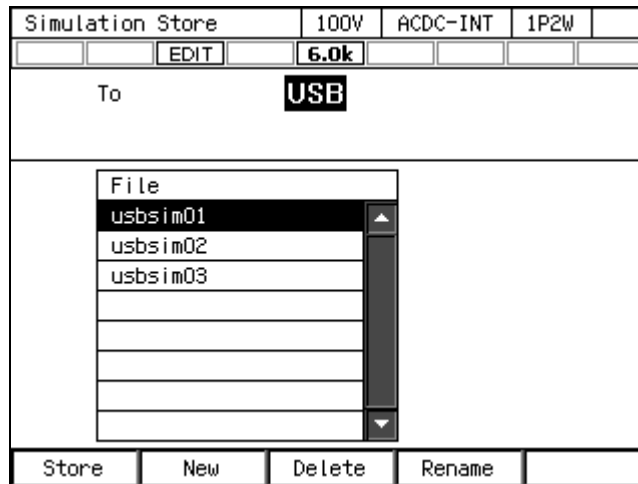 Simulation Store 100V ACDC-INT 1P2W
EDIT 6.0k
To USB
File
usbsim01
usbsim02
usbsim03
Store New Delete Rename